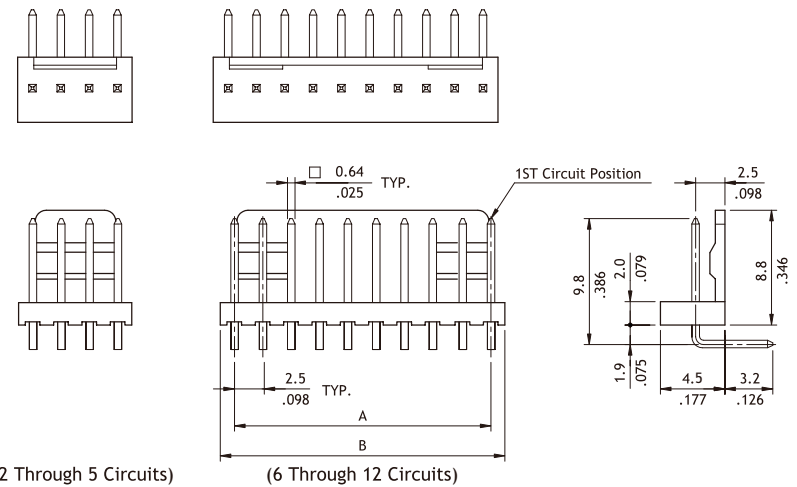 □ 0.64
.025
TYP.
1ST Circuit Position
2.5
.098
9.8
.386
2.0
.079
8.8
.346
1.9
.075
4.5
.177
3.2
.126
2.5
.098
TYP.
A
B
2 Through 5 Circuits)
(6 Through 12 Circuits)